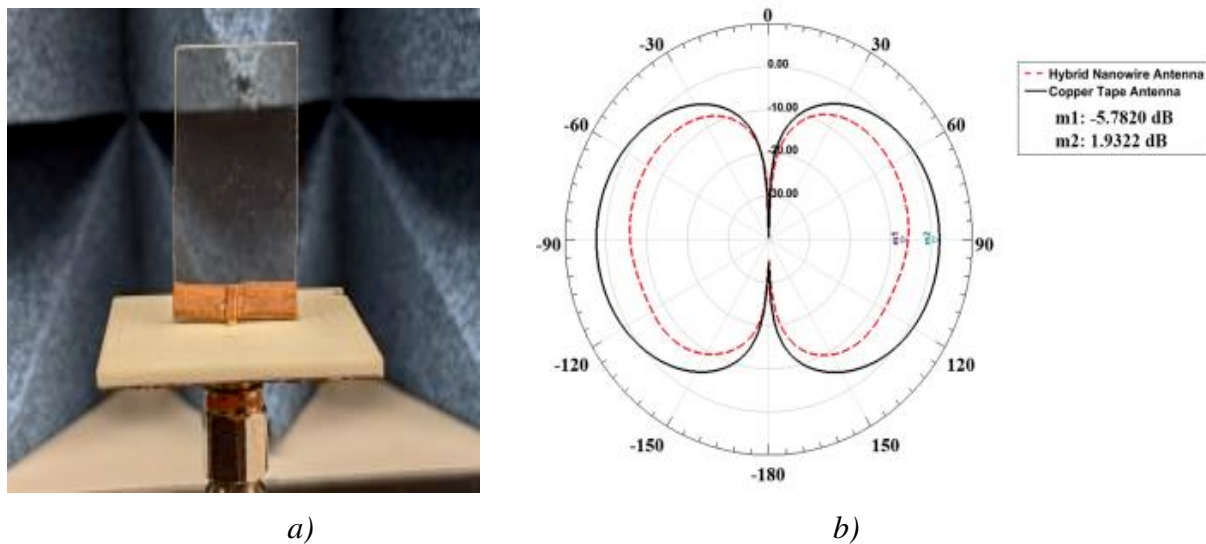 0
-30
30
0.00
-10.00
-60
60
-20.00
-30.00
-90
m1
m2
90
-120
120
-150
150
-180
Hybrid Nanowire Antenna
Copper Tape Antenna
m1: -5.7820 dB
m2: 1.9322 dB
a)
b)